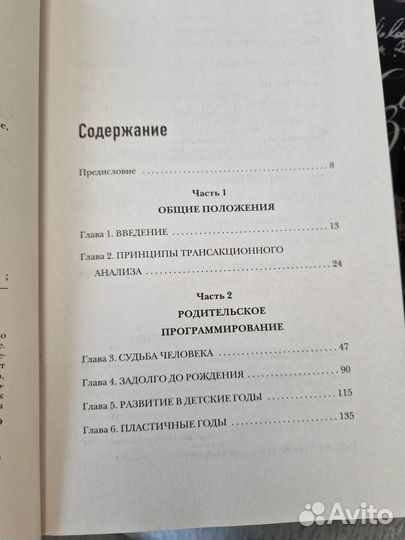 Содержание
Предисловие 8
Часть 1
ОБЩИЕ ПОЛОЖЕНИЯ
Глава 1. ВВЕДЕНИЕ 13
Глава 2. ПРИНЦИПЫ ТРАНСАКЦИОННОГО
АНАЛИЗА 24
Часть 2
РОДИТЕЛЬСКОЕ
ПРОГРАММИРОВАНИЕ
Глава 3. СУДЬБА ЧЕЛОВЕКА 47
Глава 4. ЗАДОЛГО ДО РОЖДЕНИЯ 90
Глава 5. РАЗВИТИЕ В ДЕТСКИЕ ГОДЫ 115
Глава 6. ПЛАСТИЧНЫЕ ГОДЫ 135
Avito